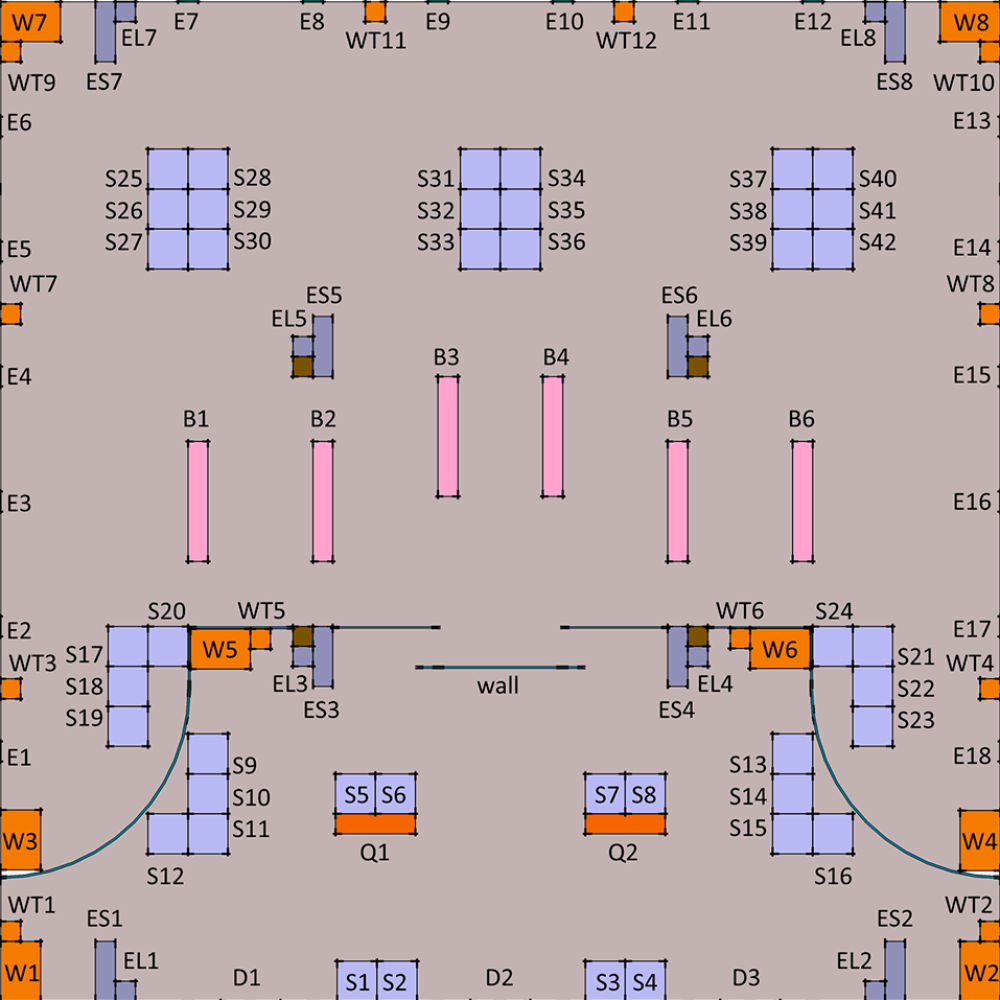 W7 EL7 E7 E8 WT11 E9 E10 WT12 E11 E12 EL8 W8
WT9 ES7 ES8 WT10
E6 E13
S25 S28 S31 S34 S37 S40
S26 S29 S32 S35 S38 S41
S27 S30 S33 S36 S39 S42
E5 E14
WT7 WT8
ES5 ES6
EL5 EL6
B3 B4
E4 E15
B1 B2 B5 B6
E3 E16
S20 WT5 WT6 S24
E2 E17
W5 W6
S17 S21
WT3 WT4
S18 EL3 wall EL4 S22
S19 ES3 ES4 S23
E1 E18
S9 S13
S10 S5 S6 S7 S8 S14
S11 S15
W3 W4
Q1 Q2
S12 S16
WT1 WT2
ES1 ES2
EL1 EL2
W1 D1 S1 S2 D2 S3 S4 D3 W2